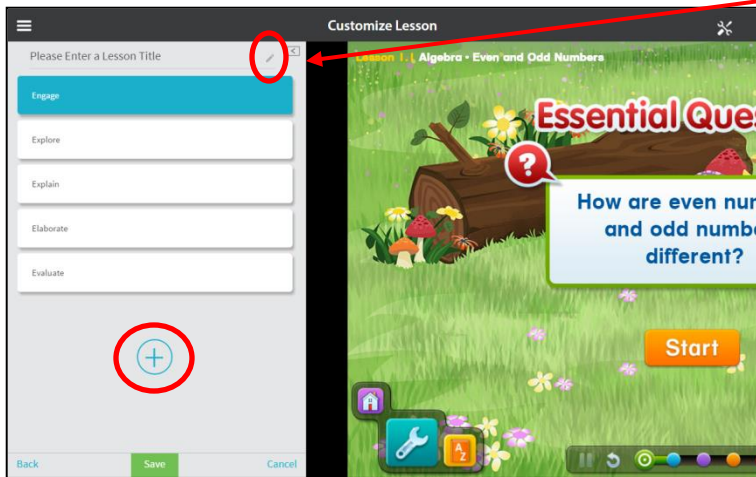 Customize Lesson
Please Enter a Lesson Title
Engage
Explore
Explain
Elaborate
Evaluate
Back
Save
Cancel
Lesson 1.1 Algebra • Even and Odd Numbers
Essential Ques
?
How are even num
and odd numbe
different?
Start
A
Z